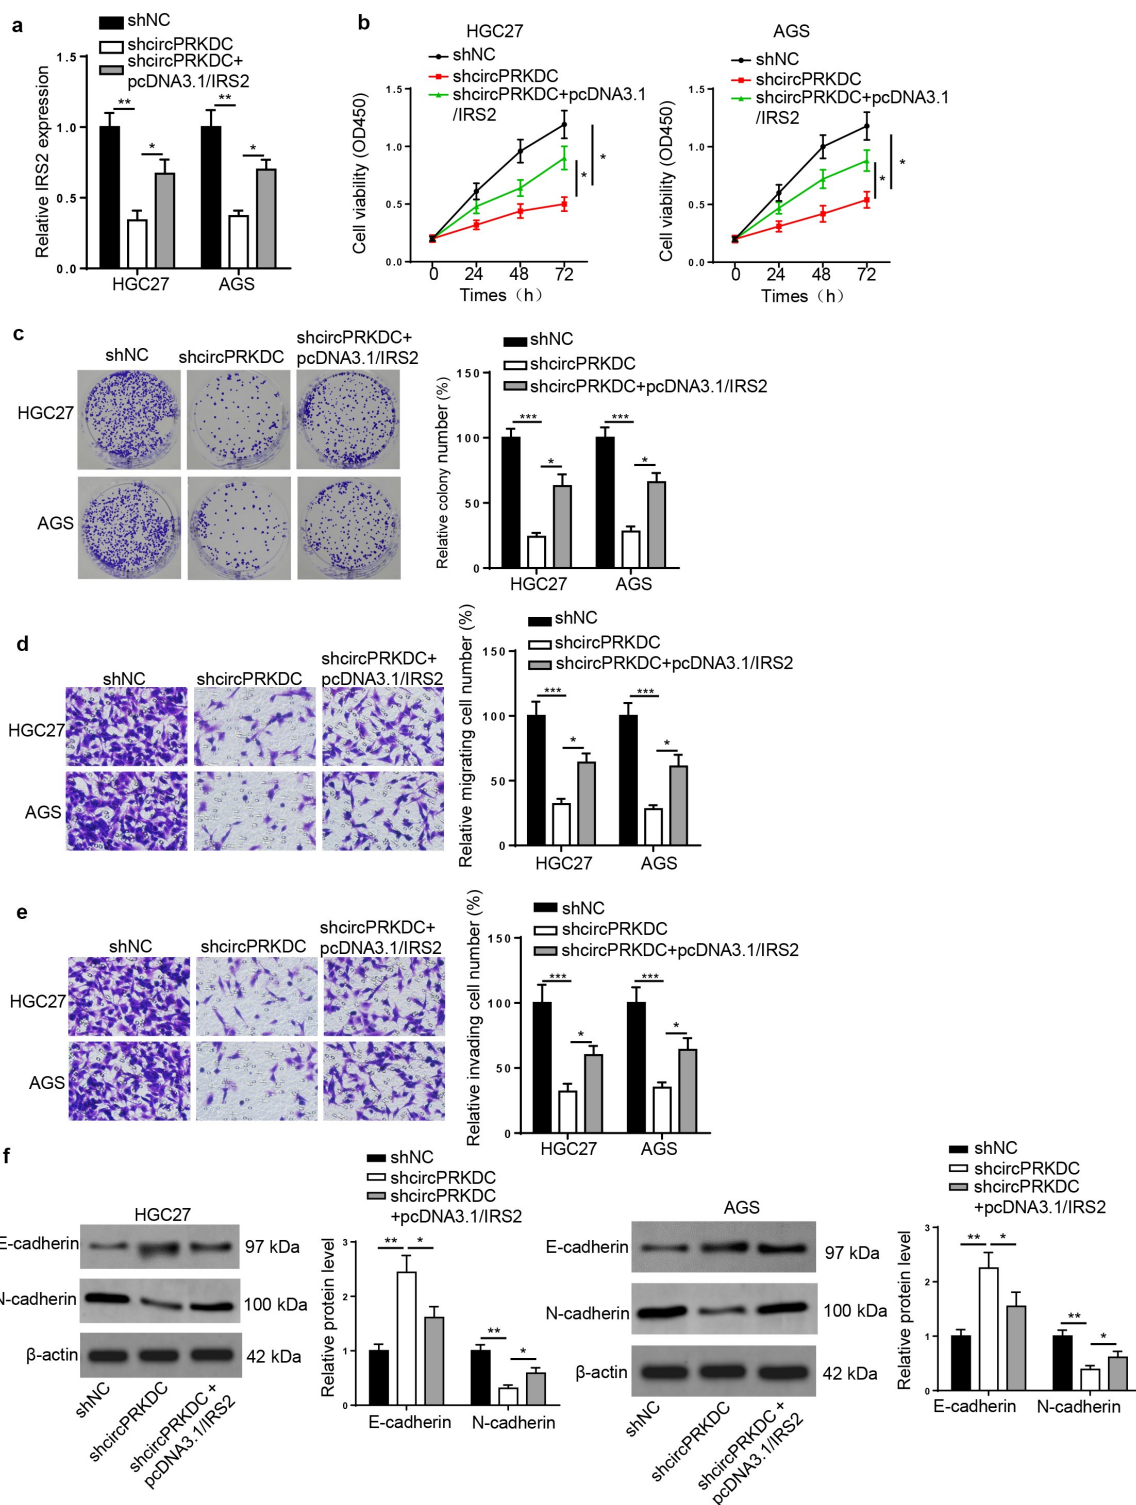 a
shNC
shcircPRKDC
shcircPRKDC+
pcDNA3.1/IRS2
Relative IRS2 expression
1.5
1.0
0.5
0.0
** **
* *
HGC27 AGS
b
HGC27
shNC
shcircPRKDC
shcircPRKDC+pcDNA3.1
/IRS2
Cell viability (OD450)
1.5
1.0
0.5
0.0
*
*
0 24 48 72
Times（h）
AGS
shNC
shcircPRKDC
shcircPRKDC+pcDNA3.1
/IRS2
Cell viability (OD450)
1.5
1.0
0.5
0.0
*
*
0 24 48 72
Times（h）
c
shNC shcircPRKDC shcircPRKDC+
pcDNA3.1/IRS2
HGC27
AGS
shNC
shcircPRKDC
shcircPRKDC+pcDNA3.1/IRS2
Relative colony number (%)
150
100
50
0
*** ***
* *
HGC27 AGS
d
shNC shcircPRKDC shcircPRKDC+
pcDNA3.1/IRS2
HGC27
AGS
shNC
shcircPRKDC
shcircPRKDC+pcDNA3.1/IRS2
Relative migrating cell number (%)
150
100
50
0
*** ***
* *
HGC27 AGS
e
shNC shcircPRKDC shcircPRKDC+
pcDNA3.1/IRS2
HGC27
AGS
shNC
shcircPRKDC
shcircPRKDC+pcDNA3.1/IRS2
Relative invading cell number (%)
150
100
50
0
*** ***
* *
HGC27 AGS
f
HGC27
E-cadherin 97 kDa
N-cadherin 100 kDa
β-actin 42 kDa
shNC
shcircPRKDC
shcircPRKDC +
pcDNA3.1/IRS2
shNC
shcircPRKDC
shcircPRKDC
+pcDNA3.1/IRS2
Relative protein level
3
2
1
0
** *
** *
E-cadherin N-cadherin
AGS
E-cadherin 97 kDa
N-cadherin 100 kDa
β-actin 42 kDa
shNC
shcircPRKDC
shcircPRKDC +
pcDNA3.1/IRS2
shNC
shcircPRKDC
shcircPRKDC
+pcDNA3.1/IRS2
Relative protein level
3
2
1
0
** *
** *
E-cadherin N-cadherin